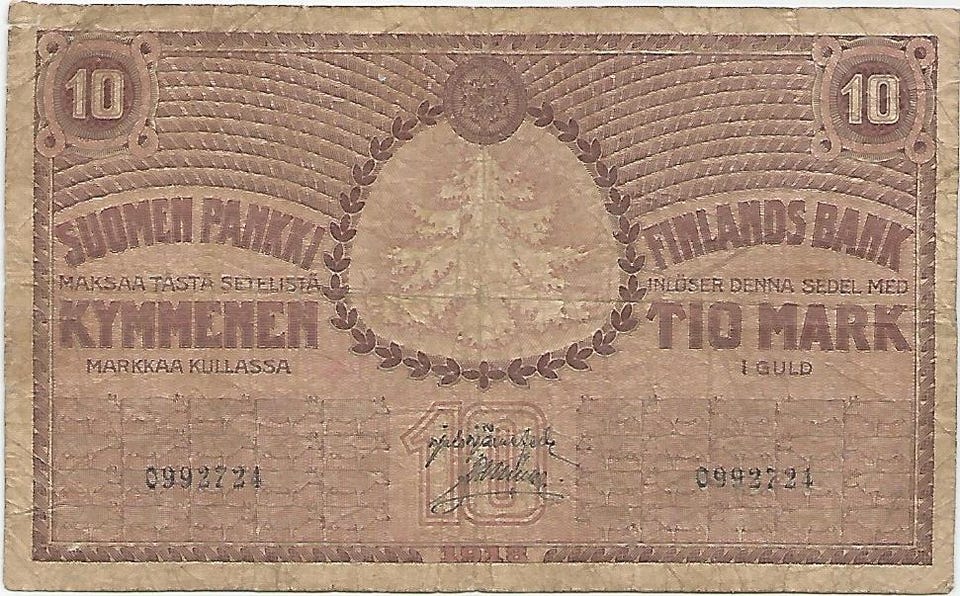 10
10
SUOMEN PANKKI
MAKSAA TÄSTÄ SETELISTÄ
KYMMENEN
MARKKAA KULLASSA
FINLANDS BANK
INLÖSER DENNA SEDEL MED
TIO MARK
I GULD
10
0992724
0992724
1918